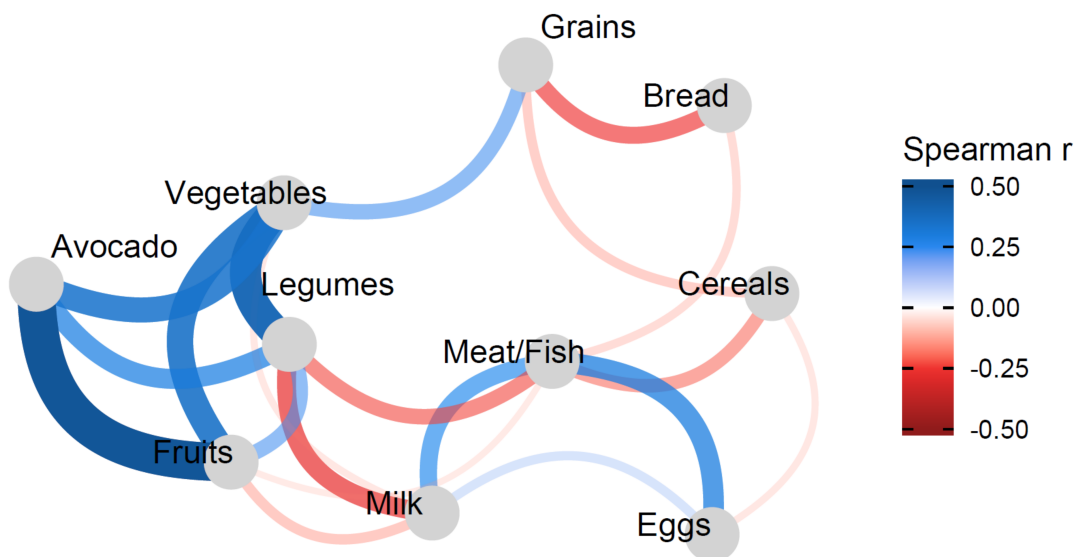 Grains
Bread
Spearman r
0.50
Vegetables
Avocado
0.25
Legumes
Cereals
0.00
Meat/Fish
-0.25
-0.50
Fruits
Milk
Eggs